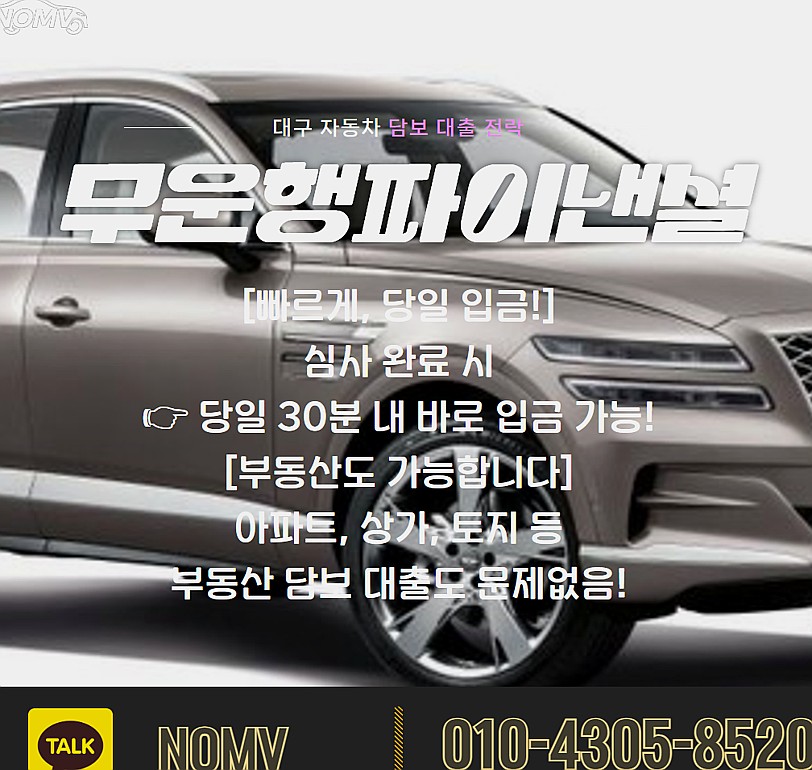 NOMV
대구 자동차 담보 대출 전략
무운행파이낸셜
[빠르게, 당일 입금!]
심사 완료 시
👉 당일 30분 내 바로 입금 가능!
[부동산도 가능합니다]
아파트, 상가, 토지 등
부동산 담보 대출도 문제없음!
TALK
NOMV
010-4305-8520